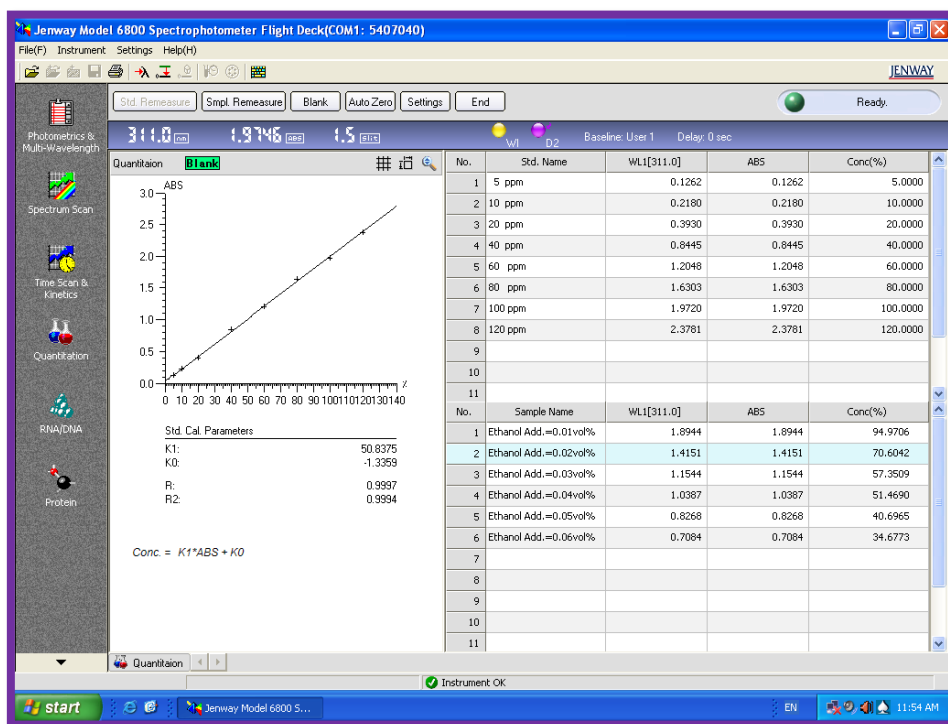 Jenway Model 6800 Spectrophotometer Flight Deck(COM1: 5407040)
File(F) Instrument Settings Help(H)
JENWAY
Std. Remeasure Smpl. Remeasure Blank Auto Zero Settings End Ready.
311.0 nm 1.9746 ABS 1.5 Slit WI D2 Baseline: User 1 Delay: 0 sec
Photometrics &
Multi-Wavelength
Spectrum Scan
Time Scan &
Kinetics
Quantitation
RNA/DNA
Protein
Quantitaion Blank
ABS
3.0
2.5
2.0
1.5
1.0
0.5
0.0
%
0 10 20 30 40 50 60 70 80 90 100110120130140
Std. Cal. Parameters
K1: 50.8375
K0: -1.3359
R: 0.9997
R2: 0.9994
Conc. = K1*ABS + K0
No. Std. Name WL1[311.0] ABS Conc(%)
1 5 ppm 0.1262 0.1262 5.0000
2 10 ppm 0.2180 0.2180 10.0000
3 20 ppm 0.3930 0.3930 20.0000
4 40 ppm 0.8445 0.8445 40.0000
5 60 ppm 1.2048 1.2048 60.0000
6 80 ppm 1.6303 1.6303 80.0000
7 100 ppm 1.9720 1.9720 100.0000
8 120 ppm 2.3781 2.3781 120.0000
9
10
11
No. Sample Name WL1[311.0] ABS Conc(%)
1 Ethanol Add.=0.01vol% 1.8944 1.8944 94.9706
2 Ethanol Add.=0.02vol% 1.4151 1.4151 70.6042
3 Ethanol Add.=0.03vol% 1.1544 1.1544 57.3509
4 Ethanol Add.=0.04vol% 1.0387 1.0387 51.4690
5 Ethanol Add.=0.05vol% 0.8268 0.8268 40.6965
6 Ethanol Add.=0.06vol% 0.7084 0.7084 34.6773
7
8
9
10
11
Quantitaion
Instrument OK
start Jenway Model 6800 S... EN 11:54 AM